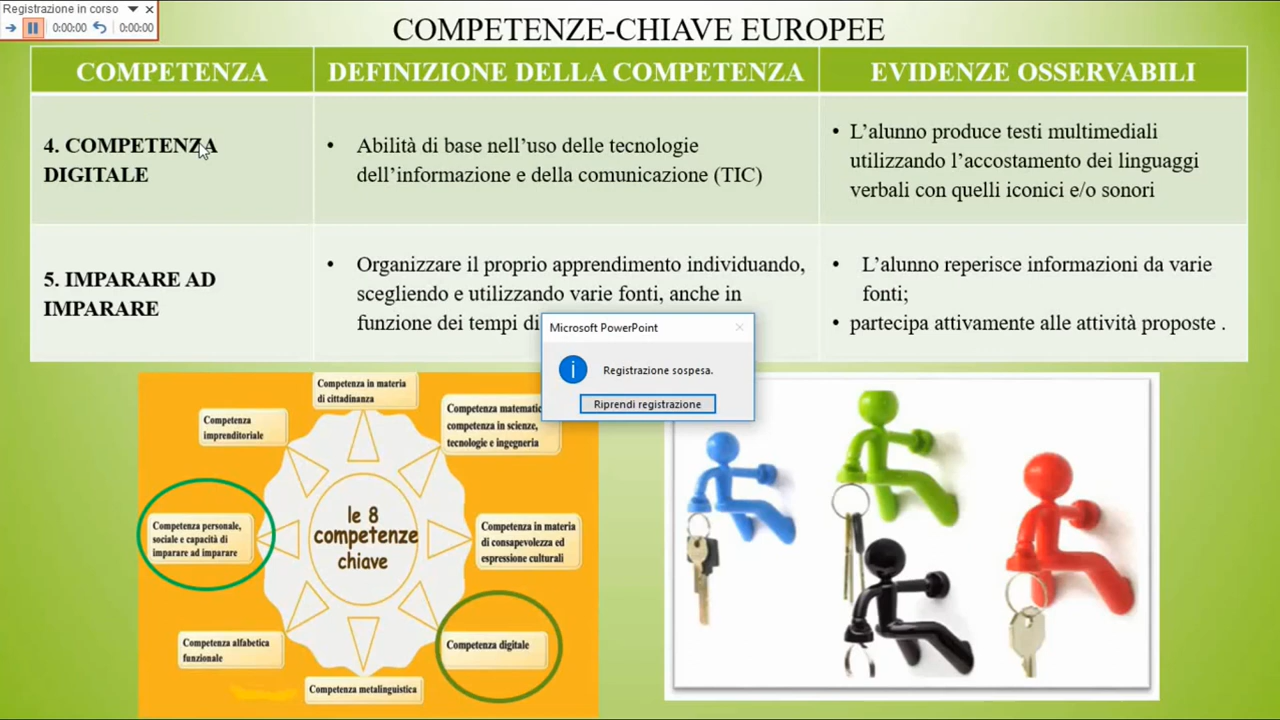 Registrazione in corso
0:00:00
0:00:00
COMPETENZE-CHIAVE EUROPEE
COMPETENZA
DEFINIZIONE DELLA COMPETENZA
EVIDENZE OSSERVABILI
4. COMPETENZA
DIGITALE
• Abilità di base nell’uso delle tecnologie
dell’informazione e della comunicazione (TIC)
• L’alunno produce testi multimediali
utilizzando l’accostamento dei linguaggi
verbali con quelli iconici e/o sonori
5. IMPARARE AD
IMPARARE
• Organizzare il proprio apprendimento individuando,
scegliendo e utilizzando varie fonti, anche in
funzione dei tempi di
• L’alunno reperisce informazioni da varie
fonti;
• partecipa attivamente alle attività proposte .
Microsoft PowerPoint
Registrazione sospesa.
Riprendi registrazione
Competenza in materia
di cittadinanza
Competenza
imprenditoriale
competenza in scienze,
tecnologie e ingegneria
Competenza personale,
sociale e capacità di
imparare ad imparare
le 8
competenze
chiave
Competenza in materia
di consapevolezza ed
espressione culturali
Competenza alfabetica
funzionale
Competenza digitale
Competenza metalinguistica